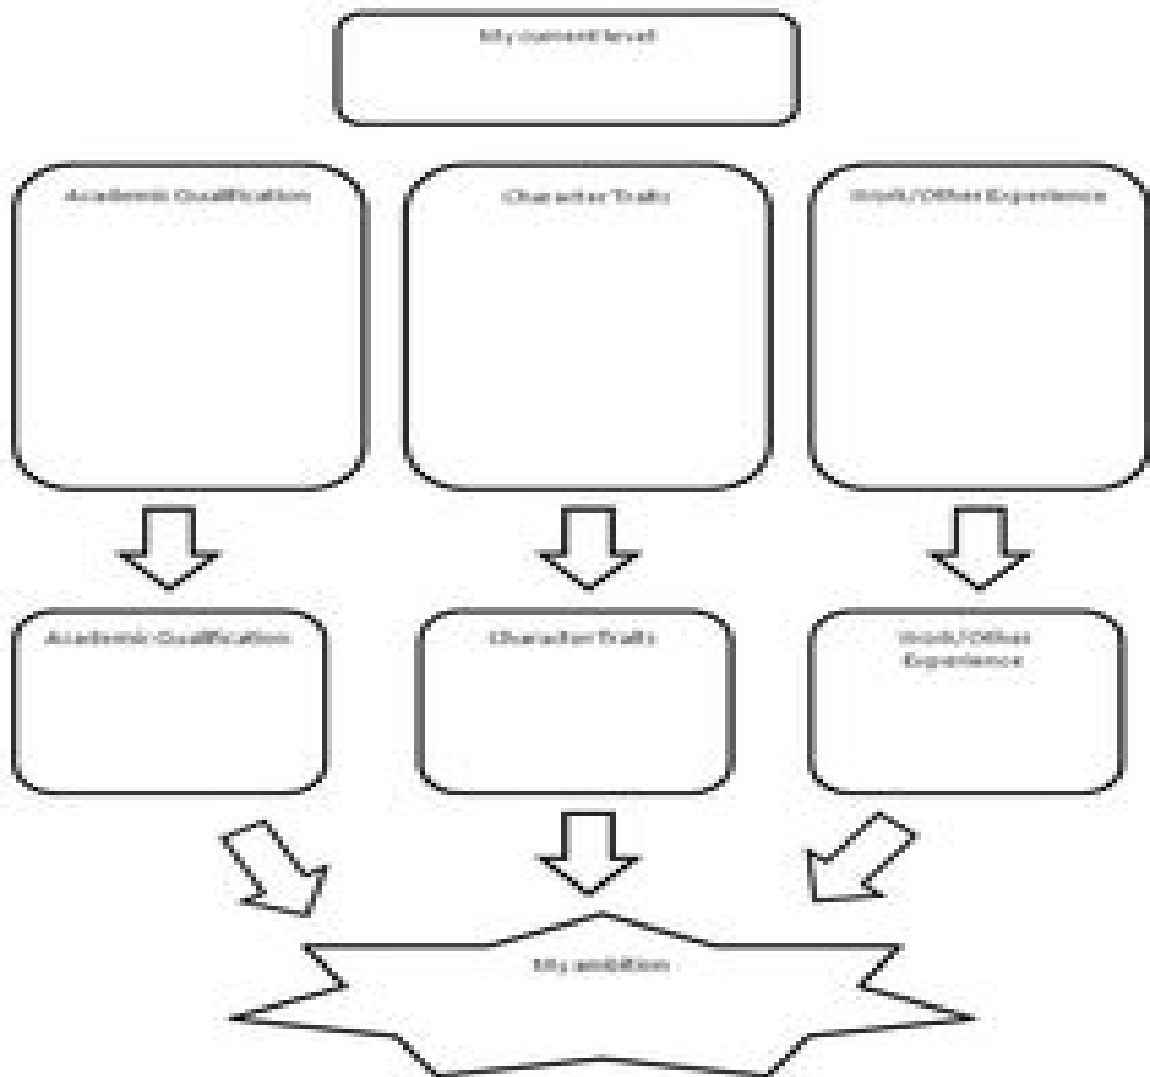 My current level
Academic Qualification
Character Traits
Work/Other Experience
Academic Qualification
Character Traits
Work/Other
Experience
My ambition